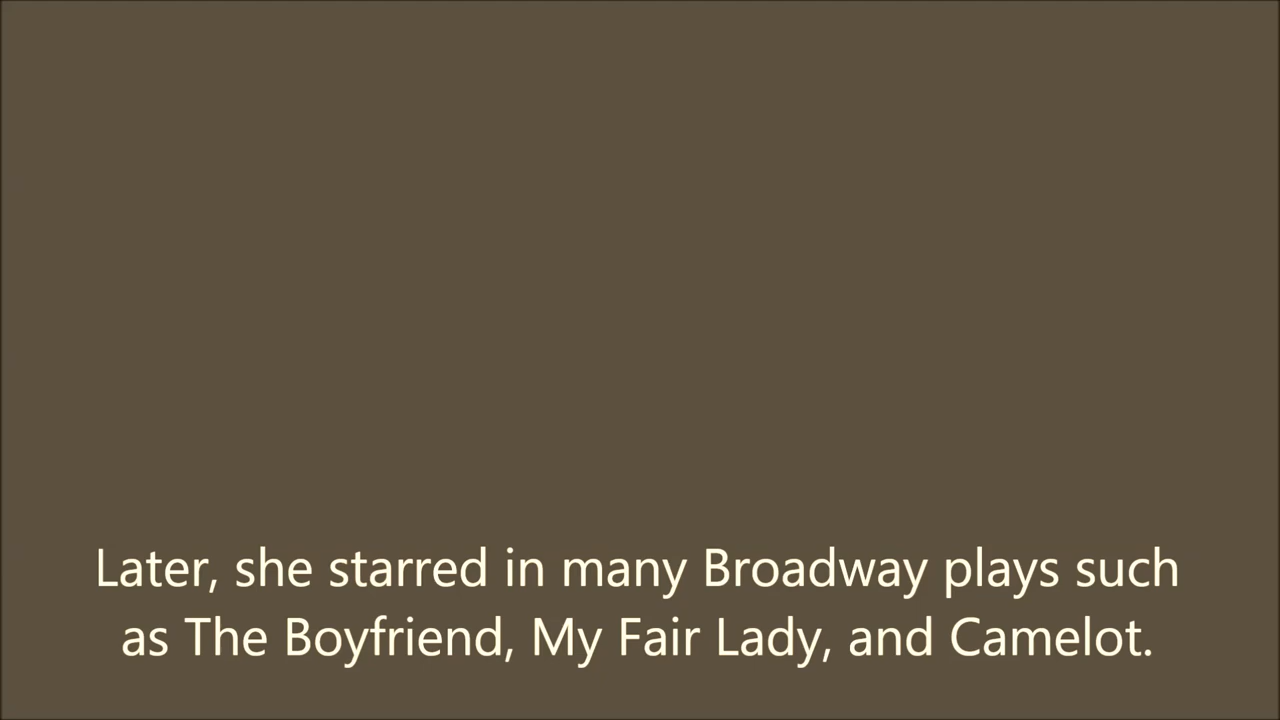 Later, she starred in many Broadway plays such
as The Boyfriend, My Fair Lady, and Camelot.